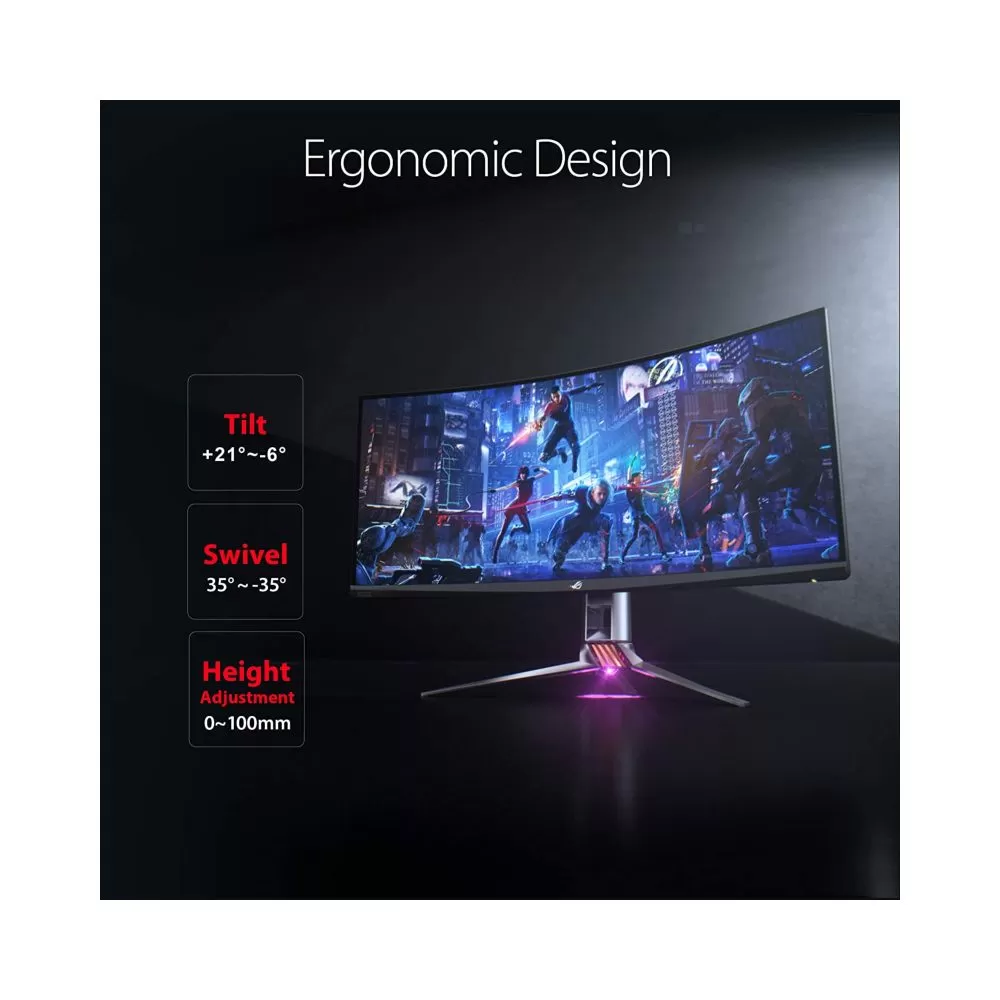 Ergonomic Design
Tilt
+21°~-6°
Swivel
35°~ -35°
Height
Adjustment
0~100mm